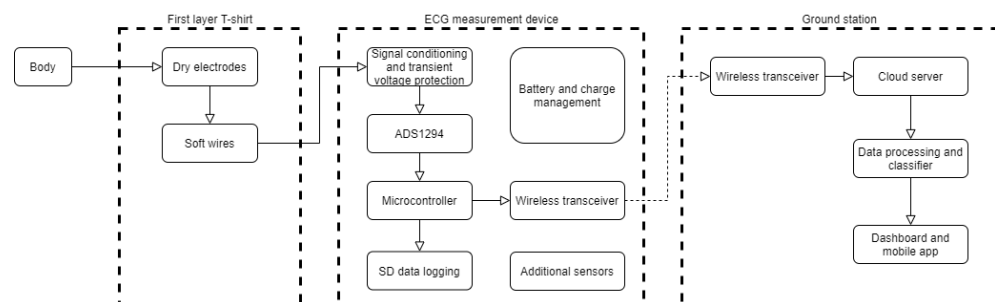 First layer T-shirt
ECG measurement device
Ground station
Body
Dry electrodes
Soft wires
Signal conditioning
and transient
voltage protection
Battery and charge
management
ADS1294
Microcontroller
Wireless transceiver
SD data logging
Additional sensors
Wireless transceiver
Cloud server
Data processing and
classifier
Dashboard and
mobile app